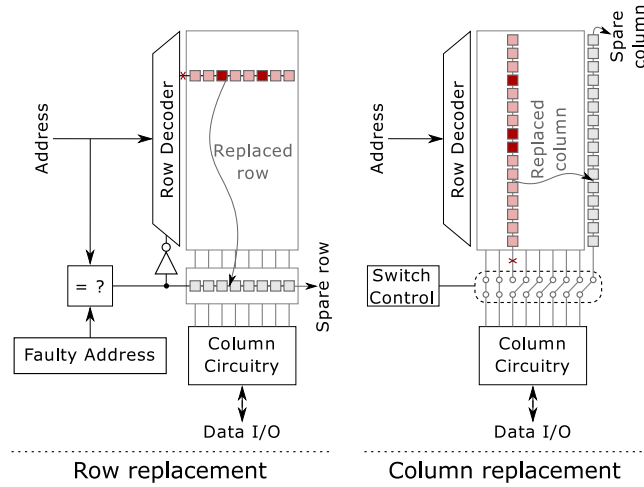 Address
Row Decoder
Replaced
row
= ?
Spare row
Faulty Address
Column
Circuitry
Data I/O
Row replacement
Spare
column
Address
Row Decoder
Replaced
column
Switch
Control
Column
Circuitry
Data I/O
Column replacement